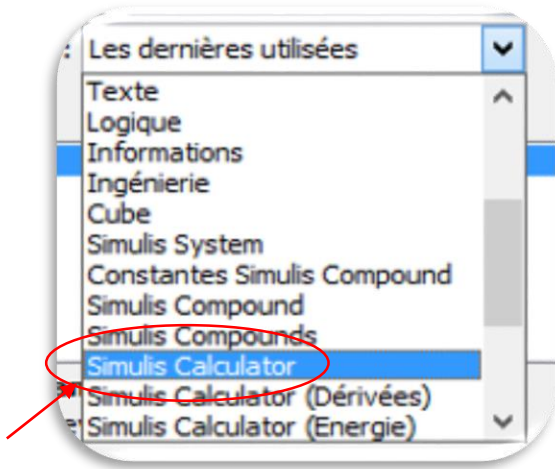 Les dernières utilisées
Texte
Logique
Informations
Ingénierie
Cube
Simulis System
Constantes Simulis Compound
Simulis Compound
Simulis Compounds
Simulis Calculator
Simulis Calculator (Dérivées)
Simulis Calculator (Energie)